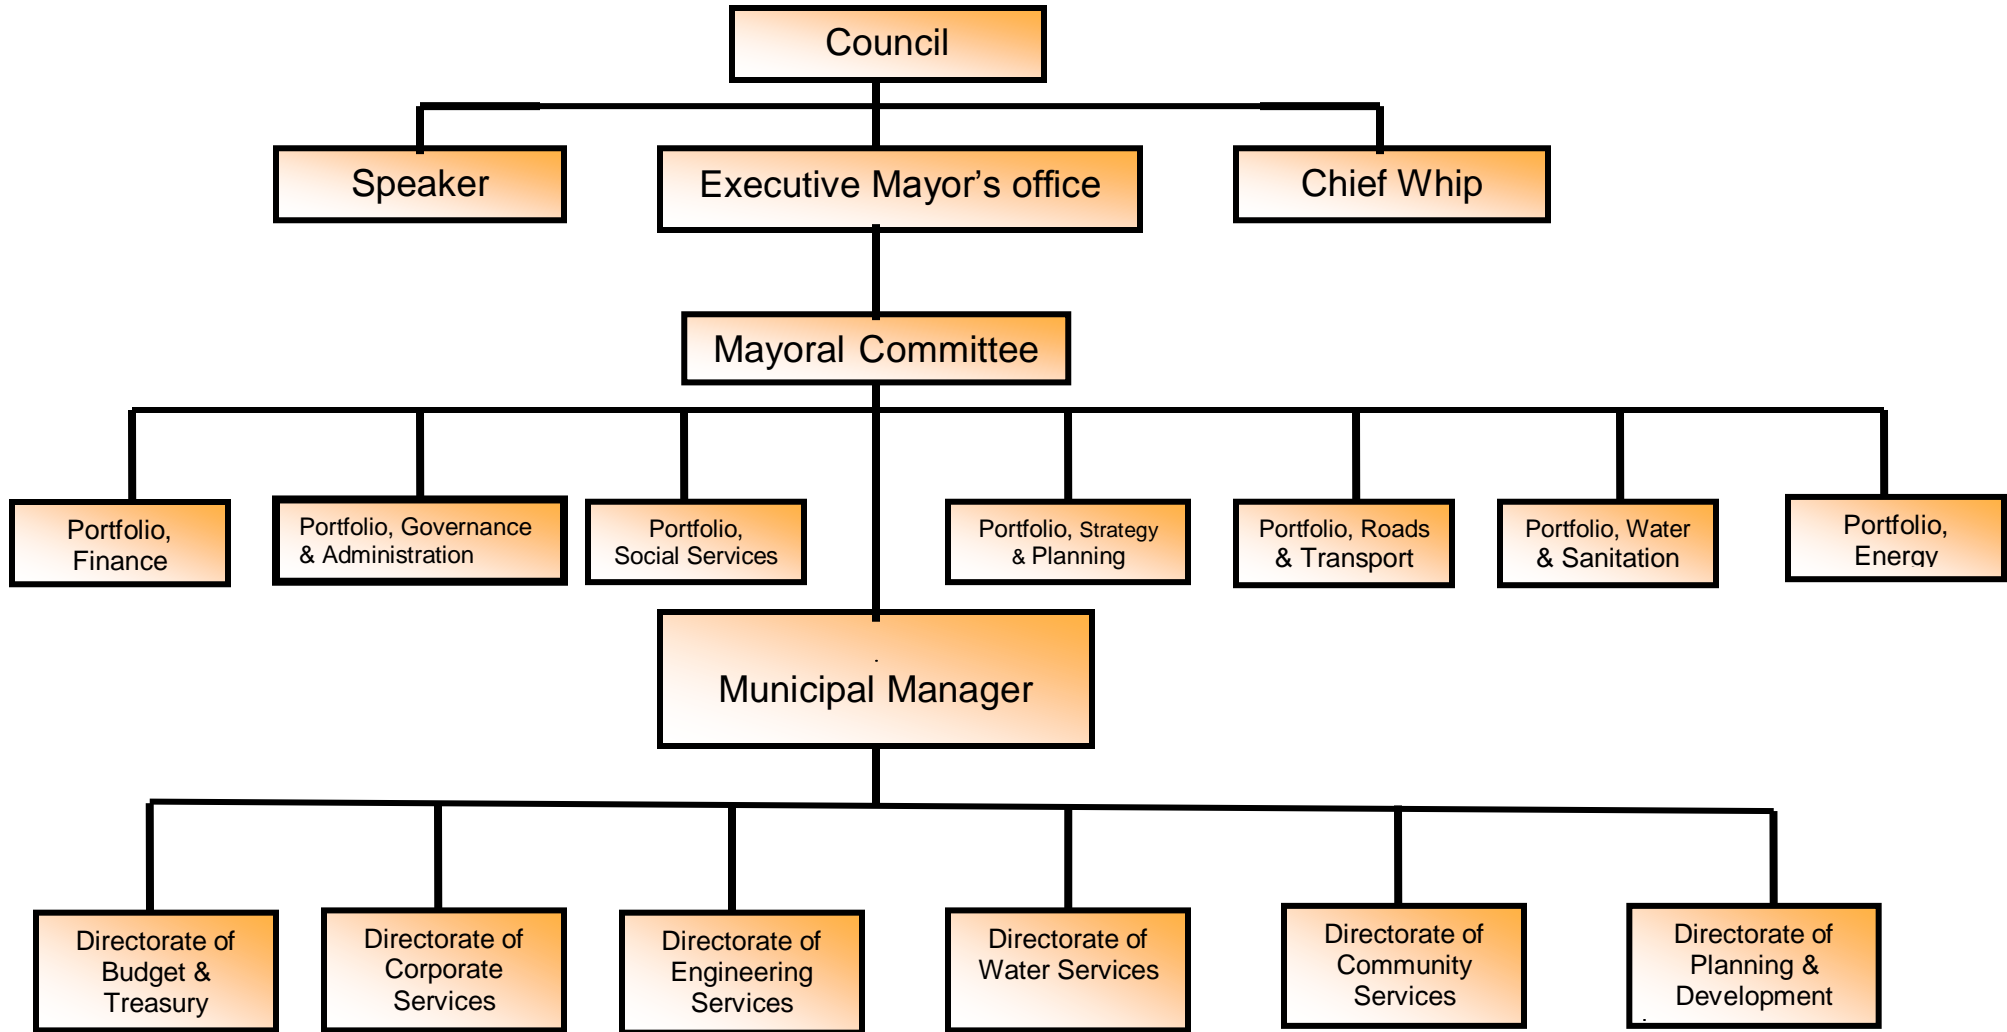 Council
Speaker
Executive Mayor’s office
Chief Whip
Mayoral Committee
Portfolio,
Finance
Portfolio, Governance
& Administration
Portfolio,
Social Services
Portfolio, Strategy
& Planning
Portfolio, Roads
& Transport
Portfolio, Water
& Sanitation
Portfolio,
Energy
.
Municipal Manager
Directorate of
Budget &
Treasury
Directorate of
Corporate
Services
Directorate of
Engineering
Services
Directorate of
Water Services
Directorate of
Community
Services
Directorate of
Planning &
Development
.